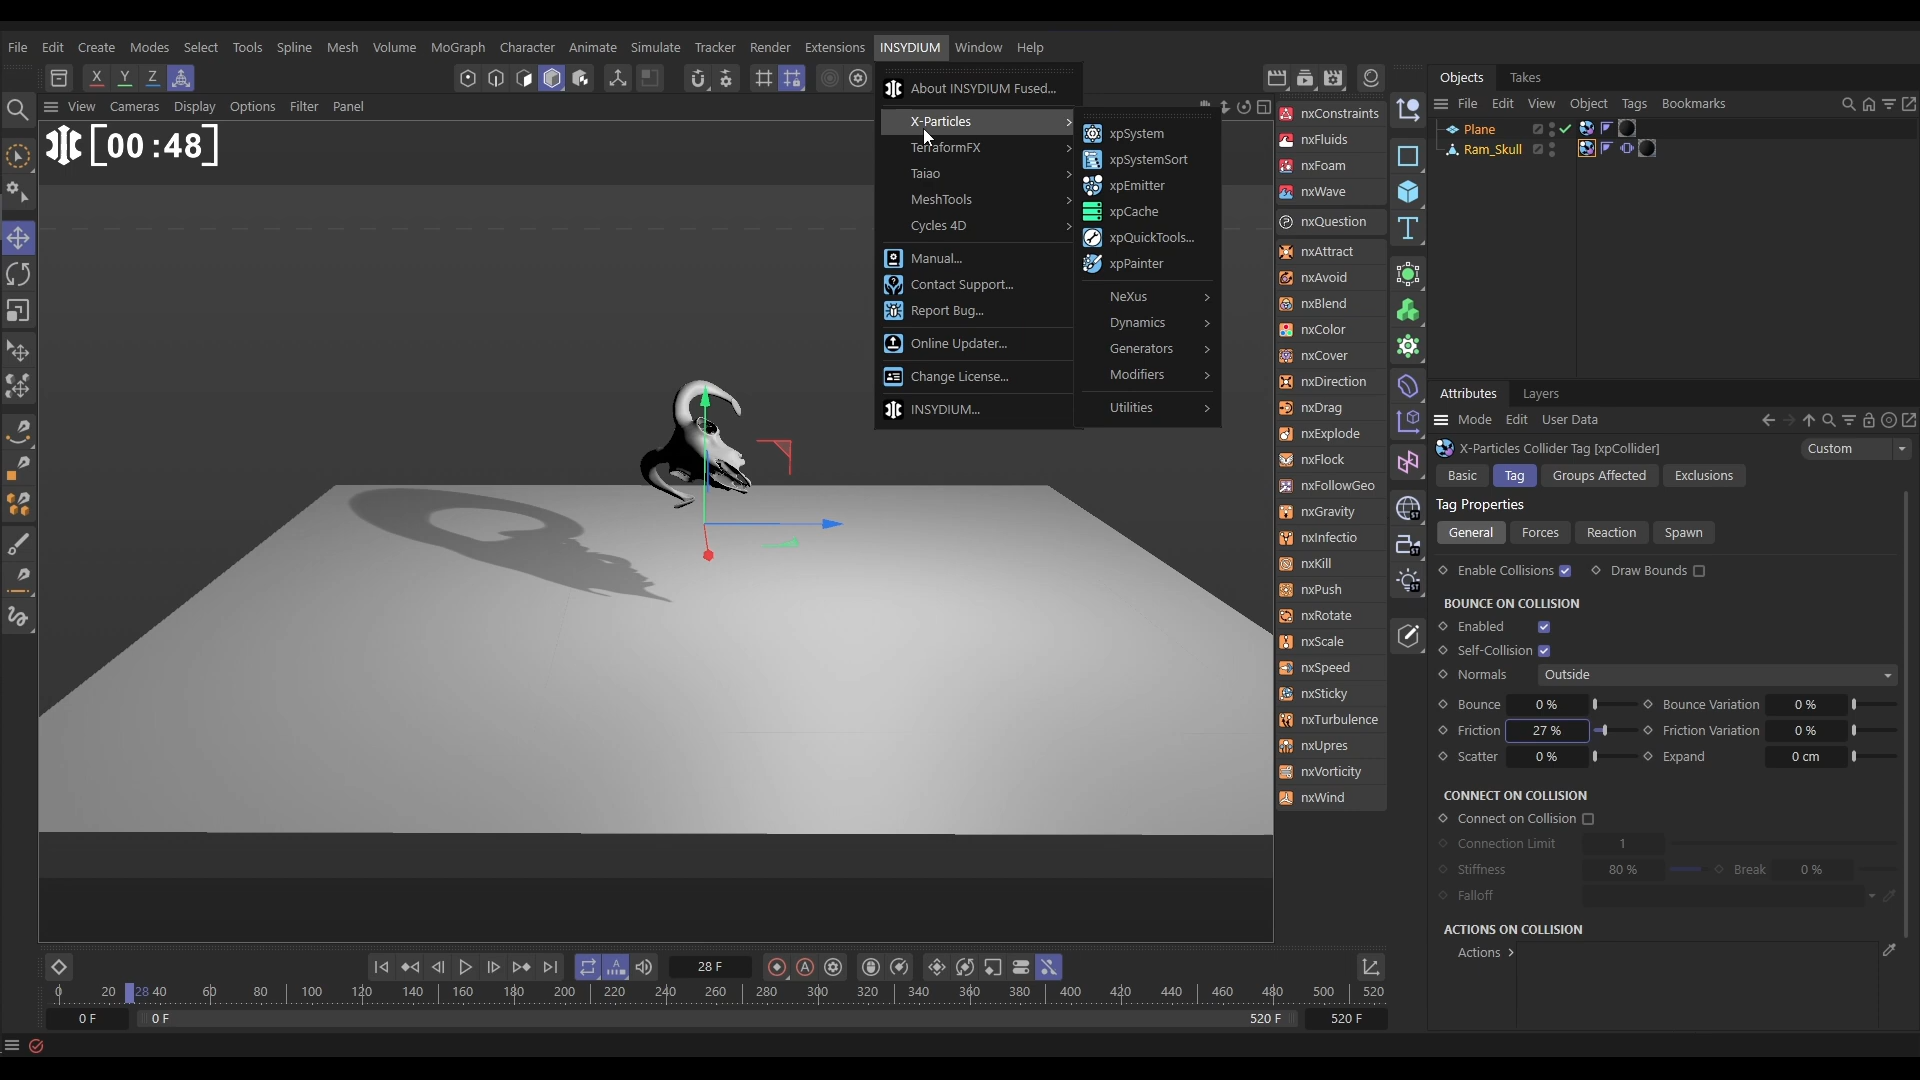 File Edit Create Modes Select Tools Spline Mesh Volume MoGraph Character Animate Simulate Tracker Render Extensions INSYDIUM Window Help
X Y Z
View Cameras Display Options Filter Panel
[00:48]
About INSYDIUM Fused...
X-Particles
TerraformFX
Taiao
MeshTools
Cycles 4D
Manual...
Contact Support...
Report Bug...
Online Updater...
Change License...
INSYDIUM...
xpSystem
xpSystemSort
xpEmitter
xpCache
xpQuickTools...
xpPainter
NeXus
Dynamics
Generators
Modifiers
Utilities
nxConstraints
nxFluids
nxFoam
nxWave
nxQuestion
nxAttract
nxAvoid
nxBlend
nxColor
nxCover
nxDirection
nxDrag
nxExplode
nxFlock
nxFollowGeo
nxGravity
nxInfectio
nxKill
nxPush
nxRotate
nxScale
nxSpeed
nxSticky
nxTurbulence
nxUpres
nxVorticity
nxWind
Objects Takes
File Edit View Object Tags Bookmarks
Plane
Ram_Skull
Attributes Layers
Mode Edit User Data
X-Particles Collider Tag [xpCollider] Custom
Basic Tag Groups Affected Exclusions
Tag Properties
General Forces Reaction Spawn
Enable Collisions Draw Bounds
BOUNCE ON COLLISION
Enabled
Self-Collision
Normals Outside
Bounce 0 % Bounce Variation 0 %
Friction 27 % Friction Variation 0 %
Scatter 0 % Expand 0 cm
CONNECT ON COLLISION
Connect on Collision
Connection Limit 1
Stiffness 80 % Break 0 %
Falloff
ACTIONS ON COLLISION
Actions
28 F
0 20 28 40 60 80 100 120 140 160 180 200 220 240 260 280 300 320 340 360 380 400 420 440 460 480 500 520
0 F 0 F 520 F 520 F